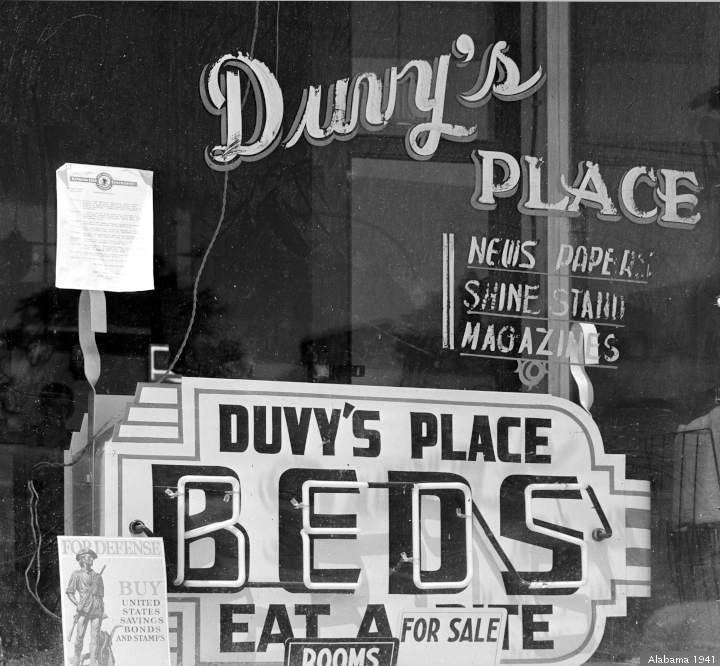 Duvy's
PLACE
NEWS PAPERS
SHINE STAND
MAGAZINES
DUVY'S PLACE
BEDS
EAT A BITE
FOR SALE
ROOMS
FOR DEFENSE
BUY
UNITED
STATES
SAVINGS
BONDS
AND STAMPS
Alabama 1941